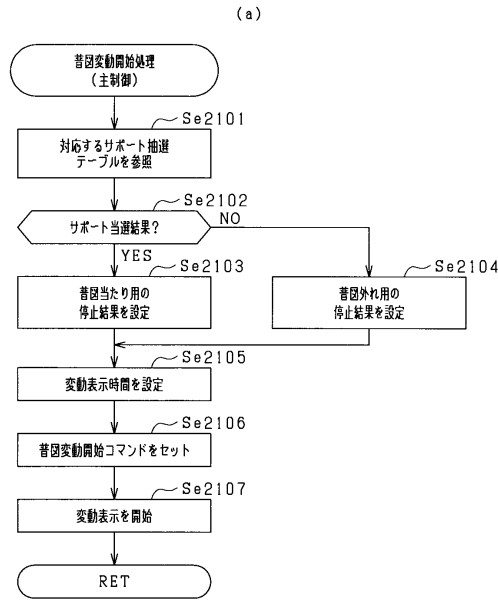 (a)
普図変動開始処理
(主制御)
Se2101
対応するサポート抽選
テーブルを参照
Se2102
サポート当選結果?
NO
YES
Se2103
Se2104
普図当たり用の
停止結果を設定
普図外れ用の
停止結果を設定
Se2105
変動表示時間を設定
Se2106
普図変動開始コマンドをセット
Se2107
変動表示を開始
RET